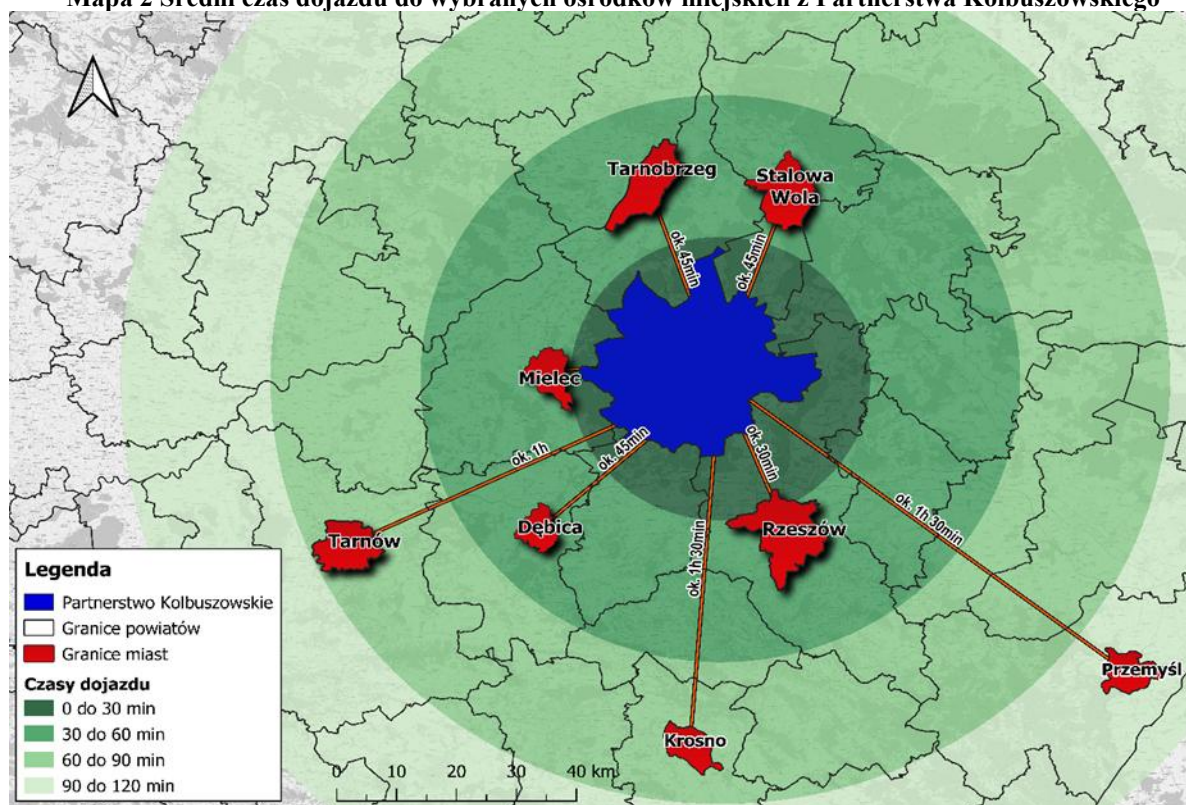 Mapa 2 Średni czas dojazdu do wybranych ośrodków miejskich z Partnerstwa Kolbuszowskiego
Tarnobrzeg
Stalowa
Wola
ok. 45min
ok. 45min
Mielec
ok. 1h
ok. 45min
ok. 30min
ok. 1h 30min
ok. 1h 30min
Tarnów
Dębica
Rzeszów
Przemyśl
Krosno
Legenda
Partnerstwo Kolbuszowskie
Granice powiatów
Granice miast
Czasy dojazdu
0 do 30 min
30 do 60 min
60 do 90 min
90 do 120 min
0 10 20 30 40 km